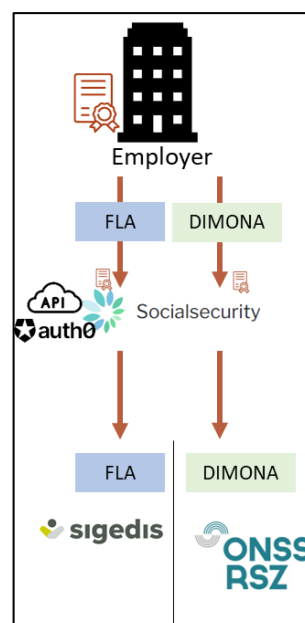 Employer
FLA DIMONA
API
auth0
Socialsecurity
FLA DIMONA
sigedis
ONSS
RSZ